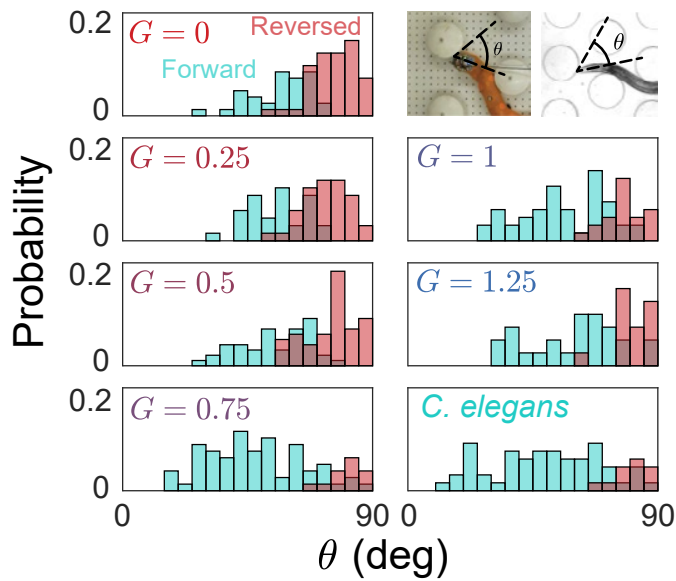 0.2
G = 0
Reversed
Forward
0
θ
θ
0.2
G = 0.25
0
G = 1
Probability
0.2
G = 0.5
0
G = 1.25
0.2
G = 0.75
0
C. elegans
0
90
0
90
θ (deg)